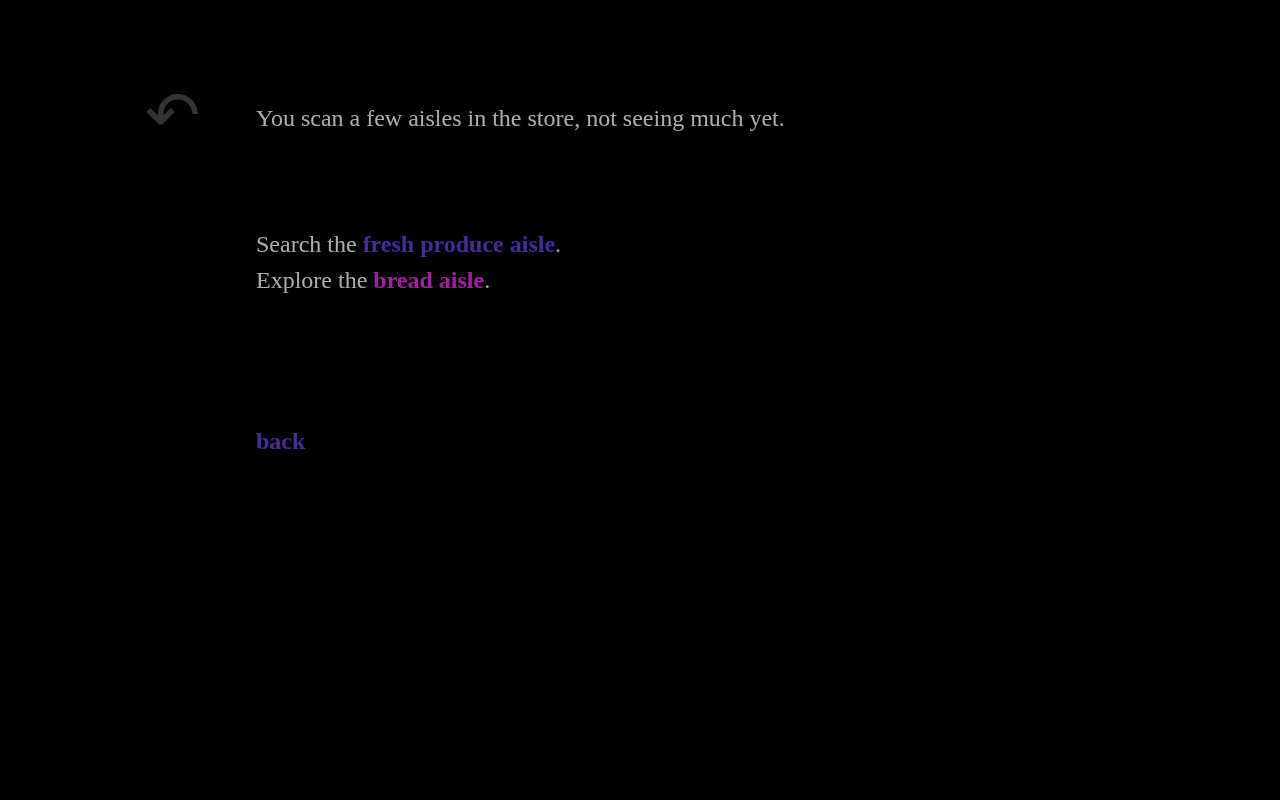 You scan a few aisles in the store, not seeing much yet.
Search the fresh produce aisle.
Explore the bread aisle.
back